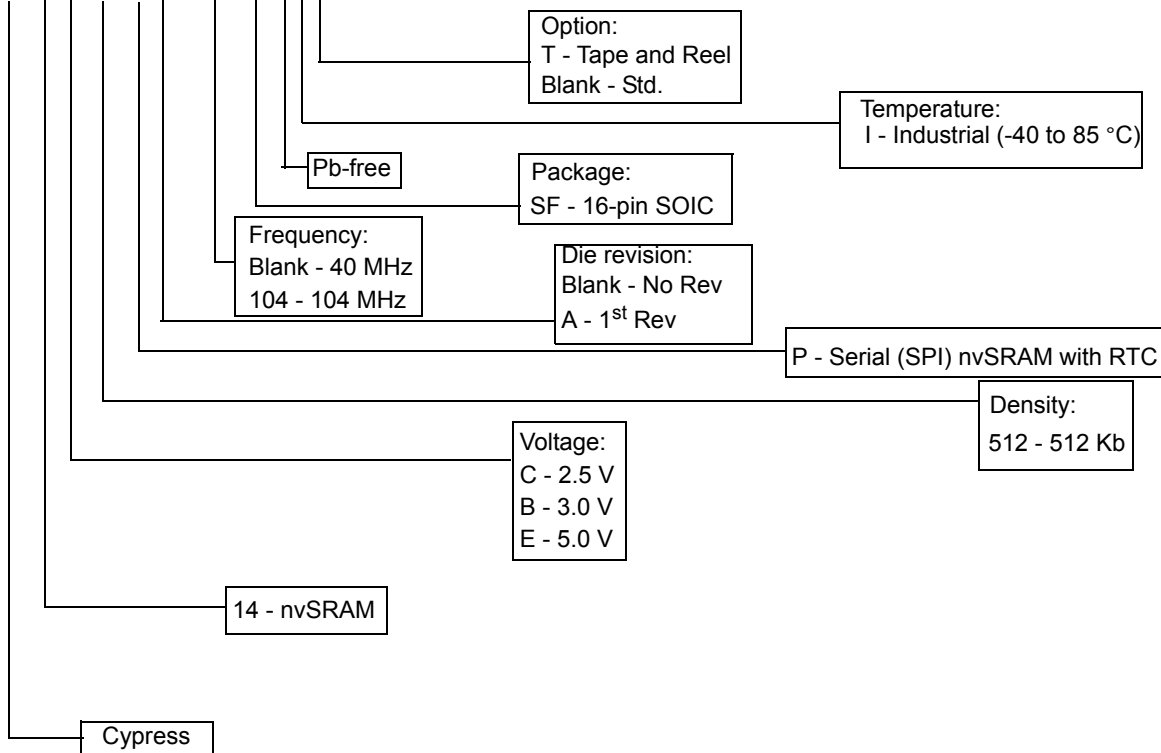 Option:
T - Tape and Reel
Blank - Std.
Temperature:
I - Industrial (-40 to 85 °C)
Pb-free
Package:
SF - 16-pin SOIC
Frequency:
Blank - 40 MHz
104 - 104 MHz
Die revision:
Blank - No Rev
A - 1st Rev
P - Serial (SPI) nvSRAM with RTC
Density:
512 - 512 Kb
Voltage:
C - 2.5 V
B - 3.0 V
E - 5.0 V
14 - nvSRAM
Cypress